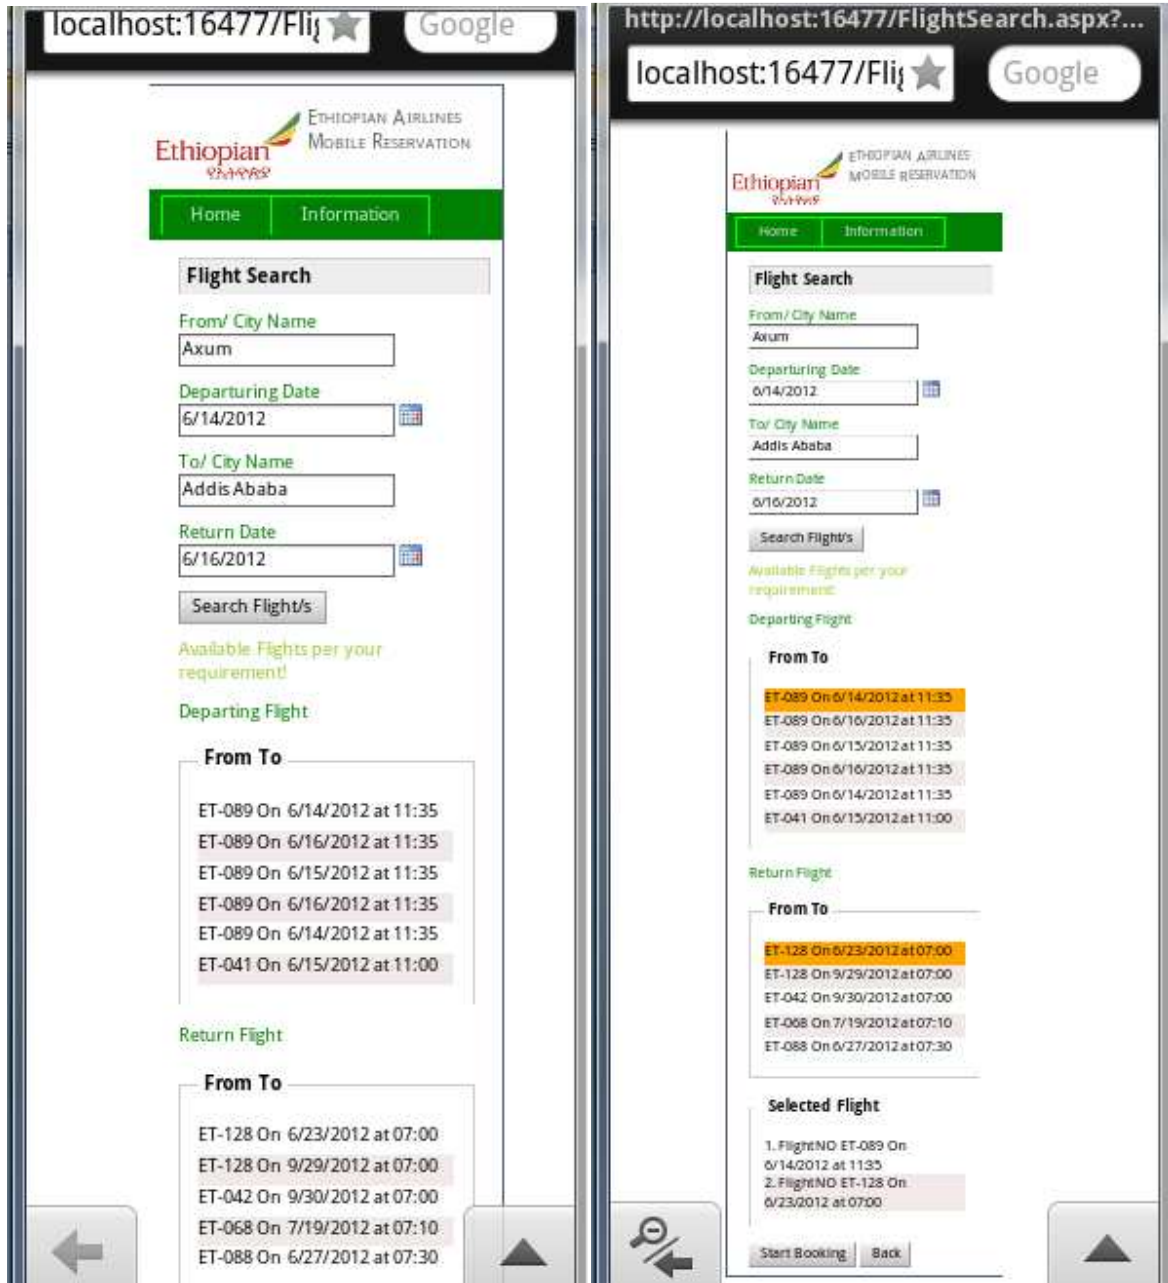 localhost:16477/Flig
Google
ETHIOPIAN AIRLINES
MOBILE RESERVATION
Ethiopian
Home Information
Flight Search
From/ City Name
Axum
Departuring Date
6/14/2012
To/ City Name
Addis Ababa
Return Date
6/16/2012
Search Flight/s
Available Flights per your
requirement!
Departing Flight
From To
ET-089 On 6/14/2012 at 11:35
ET-089 On 6/16/2012 at 11:35
ET-089 On 6/15/2012 at 11:35
ET-089 On 6/16/2012 at 11:35
ET-089 On 6/14/2012 at 11:35
ET-041 On 6/15/2012 at 11:00
Return Flight
From To
ET-128 On 6/23/2012 at 07:00
ET-128 On 9/29/2012 at 07:00
ET-042 On 9/30/2012 at 07:00
ET-068 On 7/19/2012 at 07:10
ET-088 On 6/27/2012 at 07:30
http://localhost:16477/FlightSearch.aspx?...
localhost:16477/Flig
Google
ETHIOPIAN AIRLINES
MOBILE RESERVATION
Ethiopian
Home Information
Flight Search
From/ City Name
Axum
Departuring Date
6/14/2012
To/ City Name
Addis Ababa
Return Date
6/16/2012
Search Flight/s
Available Flights per your
requirement!
Departing Flight
From To
ET-089 On 6/14/2012 at 11:35
ET-089 On 6/16/2012 at 11:35
ET-089 On 6/15/2012 at 11:35
ET-089 On 6/16/2012 at 11:35
ET-089 On 6/14/2012 at 11:35
ET-041 On 6/15/2012 at 11:00
Return Flight
From To
ET-128 On 6/23/2012 at 07:00
ET-128 On 9/29/2012 at 07:00
ET-042 On 9/30/2012 at 07:00
ET-068 On 7/19/2012 at 07:10
ET-088 On 6/27/2012 at 07:30
Selected Flight
1. FlightNO ET-089 On
6/14/2012 at 11:35
2. FlightNO ET-128 On
6/23/2012 at 07:00
Start Booking Back